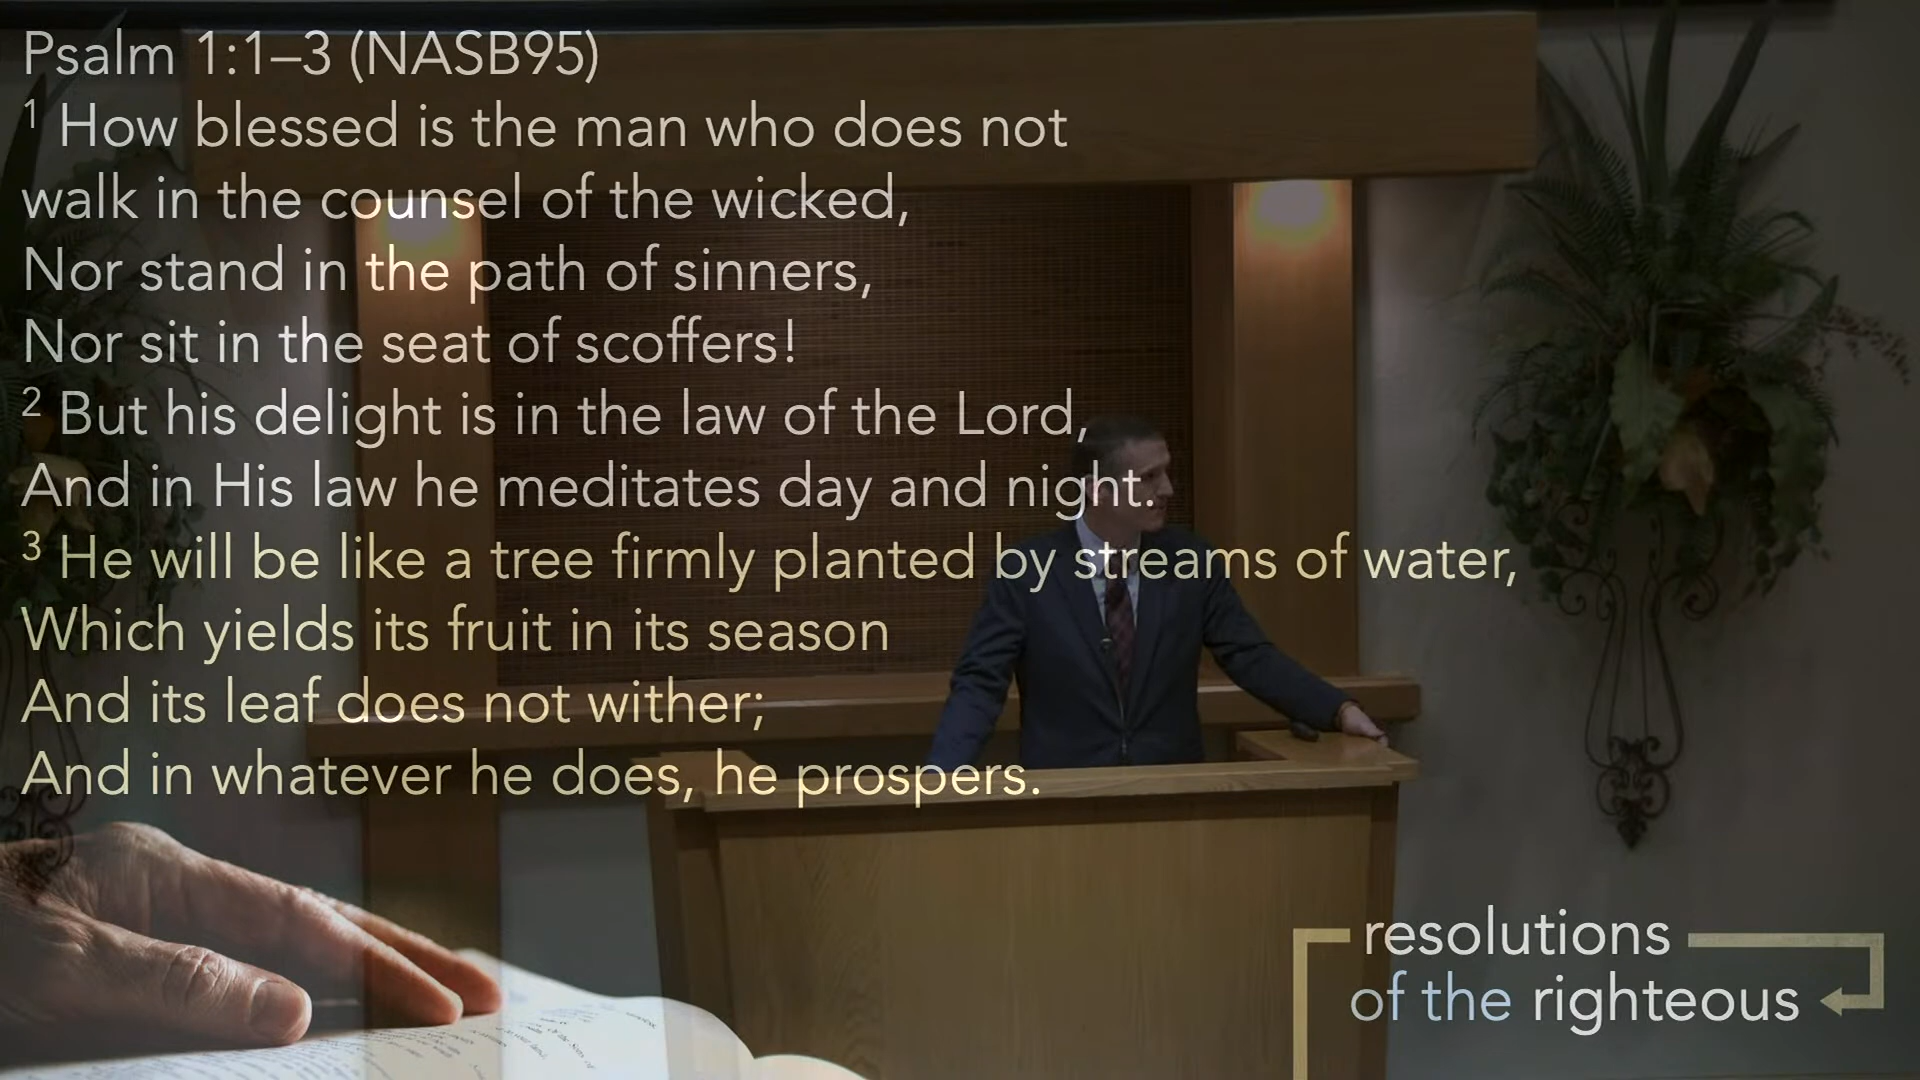 Psalm 1:1–3 (NASB95)
1 How blessed is the man who does not
walk in the counsel of the wicked,
Nor stand in the path of sinners,
Nor sit in the seat of scoffers!
2 But his delight is in the law of the Lord,
And in His law he meditates day and night.
3 He will be like a tree firmly planted by streams of water,
Which yields its fruit in its season
And its leaf does not wither;
And in whatever he does, he prospers.
resolutions
of the righteous